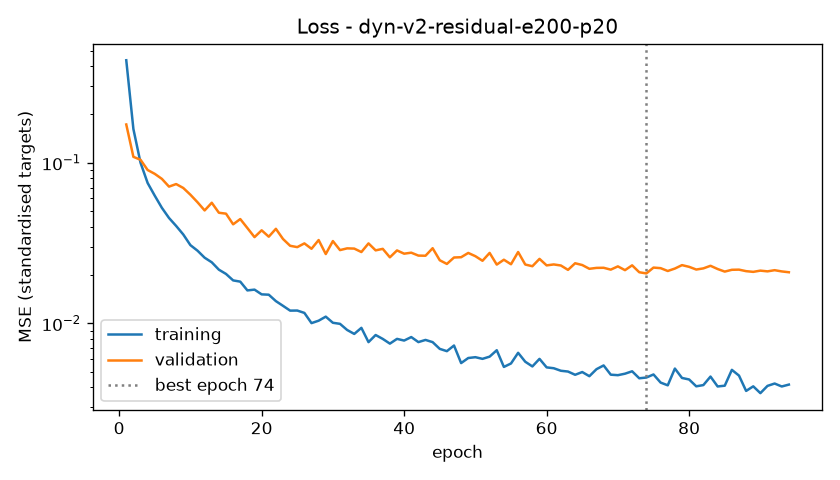 Loss - dyn-v2-residual-e200-p20
MSE (standardised targets)
10⁻¹
10⁻²
training
validation
best epoch 74
0 20 40 60 80
epoch